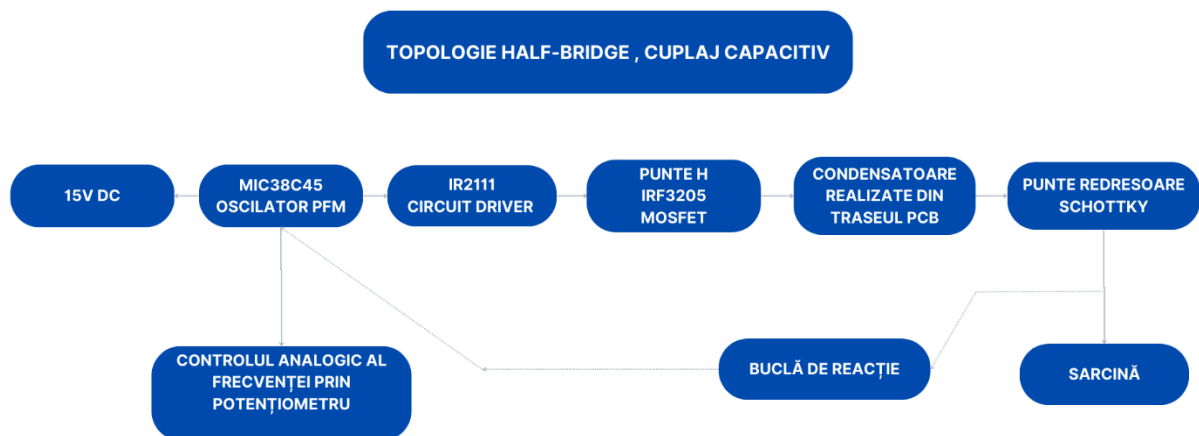 TOPOLOGIE HALF-BRIDGE , CUPLAJ CAPACITIV
15V DC
MIC38C45
OSCILATOR PFM
IR2111
CIRCUIT DRIVER
PUNTE H
IRF3205
MOSFET
CONDENSATOARE
REALIZATE DIN
TRASEUL PCB
PUNTE REDRESOARE
SCHOTTKY
CONTROLUL ANALOGIC AL
FRECVENȚEI PRIN
POTENȚIOMETRU
BUCLĂ DE REACȚIE
SARCINĂ